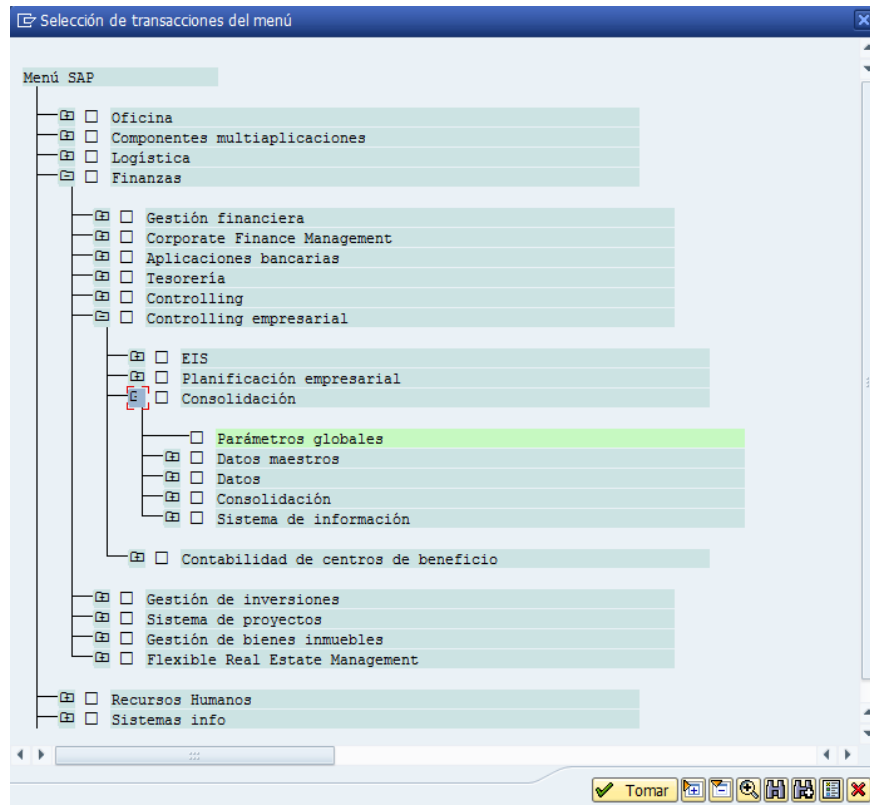 Selección de transacciones del menú
Menú SAP
Oficina
Componentes multiaplicaciones
Logística
Finanzas
Gestión financiera
Corporate Finance Management
Aplicaciones bancarias
Tesorería
Controlling
Controlling empresarial
EIS
Planificación empresarial
Consolidación
Parámetros globales
Datos maestros
Datos
Consolidación
Sistema de información
Contabilidad de centros de beneficio
Gestión de inversiones
Sistema de proyectos
Gestión de bienes inmuebles
Flexible Real Estate Management
Recursos Humanos
Sistemas info
Tomar